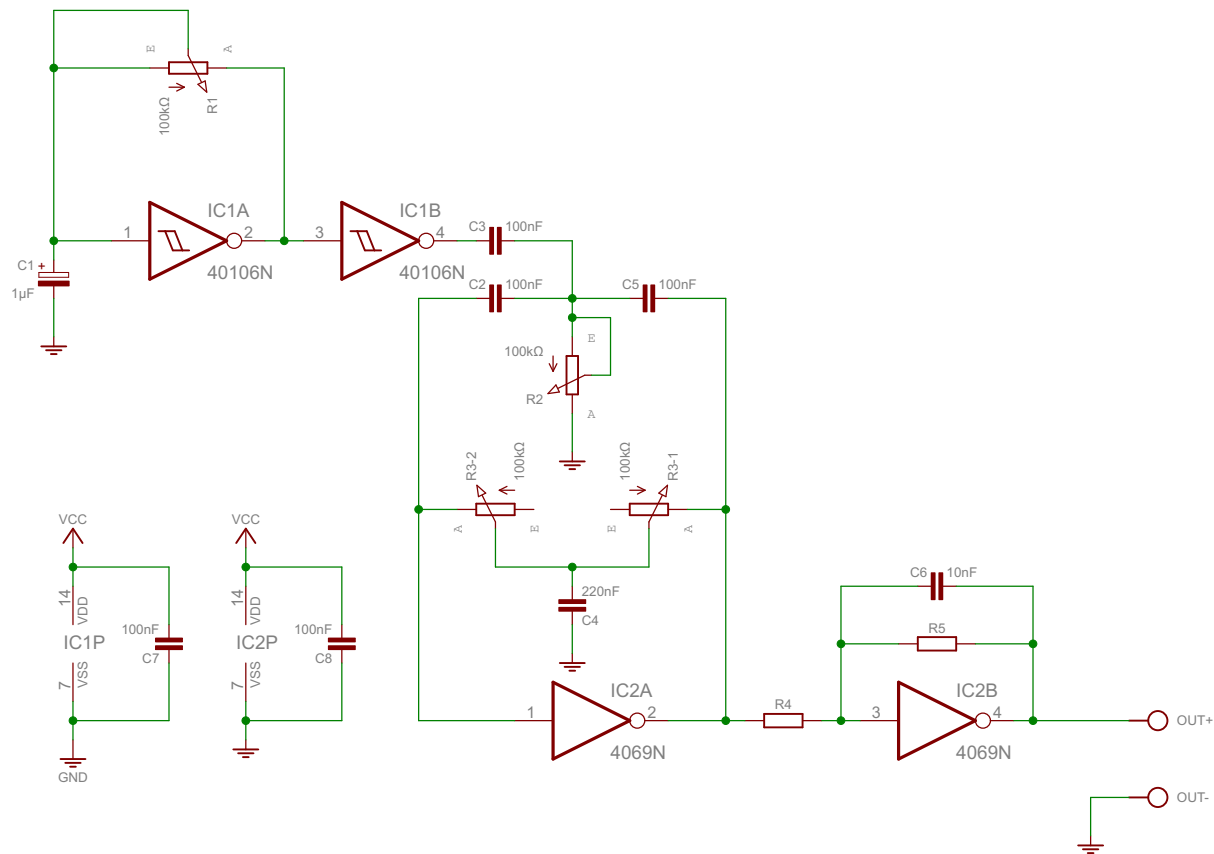 E
A
100kΩ
R1
IC1A
1
2
40106N
C1
+
1µF
IC1B
3
4
40106N
C3
100nF
C2
100nF
C5
100nF
E
100kΩ
R2
A
R3-2
100kΩ
A
E
100kΩ
R3-1
E
A
220nF
C4
VCC
14
VDD
IC1P
7
VSS
100nF
C7
GND
VCC
14
VDD
IC2P
7
VSS
100nF
C8
IC2A
1
2
4069N
R4
C6
10nF
R5
IC2B
3
4
4069N
OUT+
OUT-